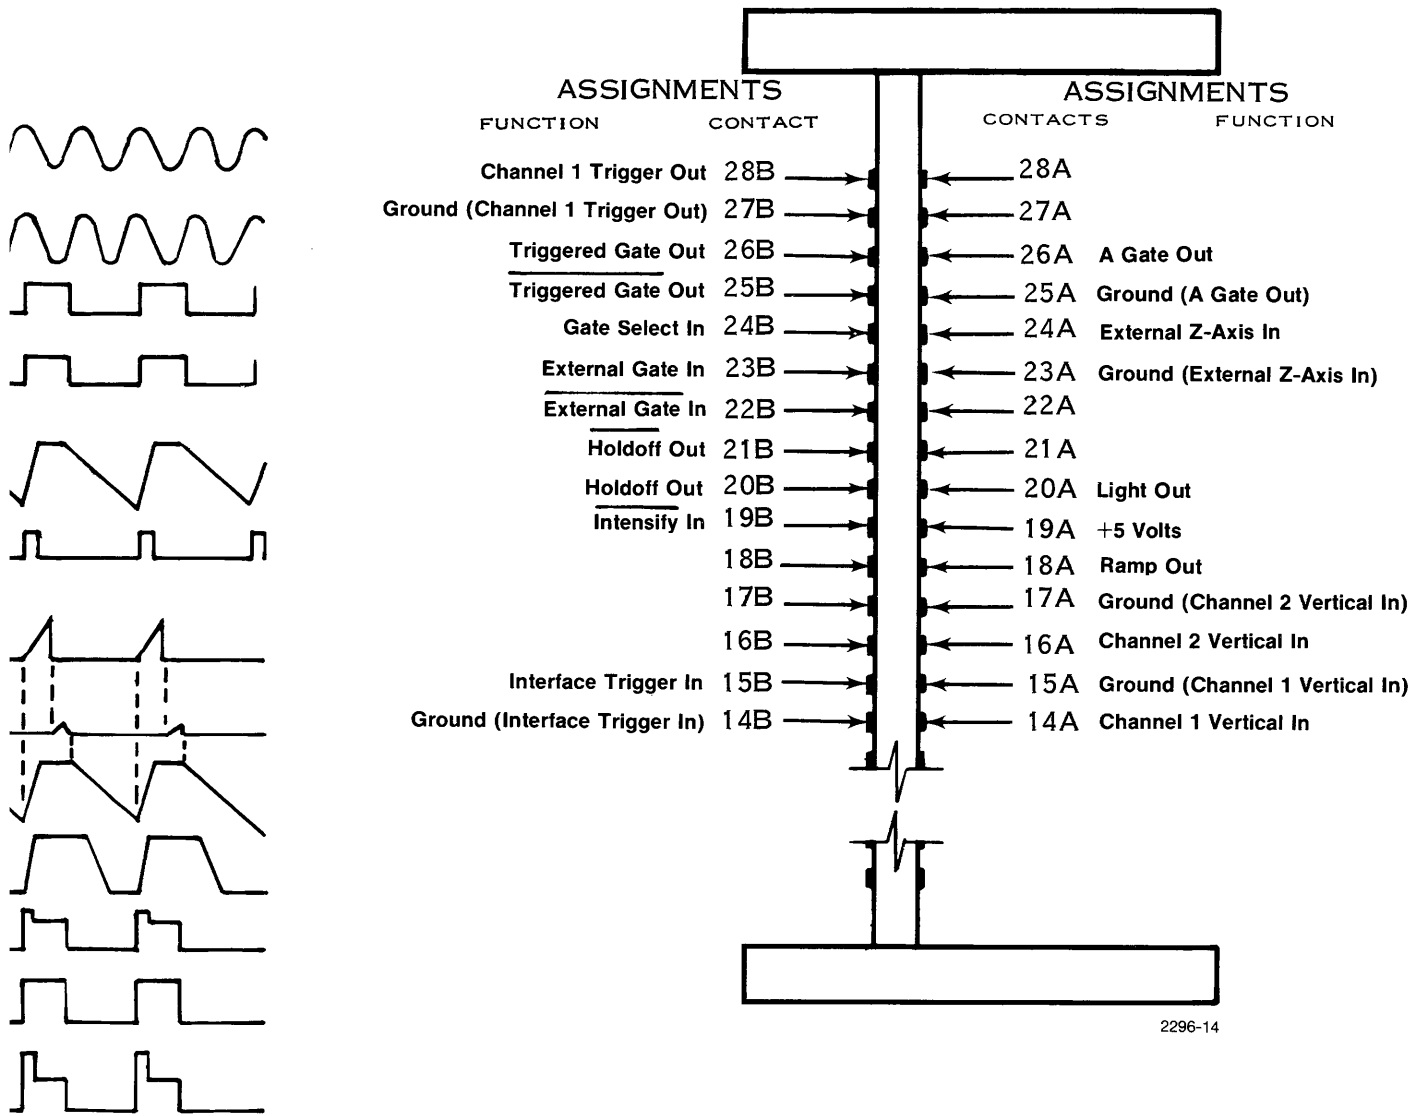 ASSIGNMENTS ASSIGNMENTS
FUNCTION CONTACT CONTACTS FUNCTION
Channel 1 Trigger Out 28B 28A
Ground (Channel 1 Trigger Out) 27B 27A
Triggered Gate Out 26B 26A A Gate Out
Triggered Gate Out 25B 25A Ground (A Gate Out)
Gate Select In 24B 24A External Z-Axis In
External Gate In 23B 23A Ground (External Z-Axis In)
External Gate In 22B 22A
Holdoff Out 21B 21A
Holdoff Out 20B 20A Light Out
Intensify In 19B 19A +5 Volts
18B 18A Ramp Out
17B 17A Ground (Channel 2 Vertical In)
16B 16A Channel 2 Vertical In
Interface Trigger In 15B 15A Ground (Channel 1 Vertical In)
Ground (Interface Trigger In) 14B 14A Channel 1 Vertical In
2296-14